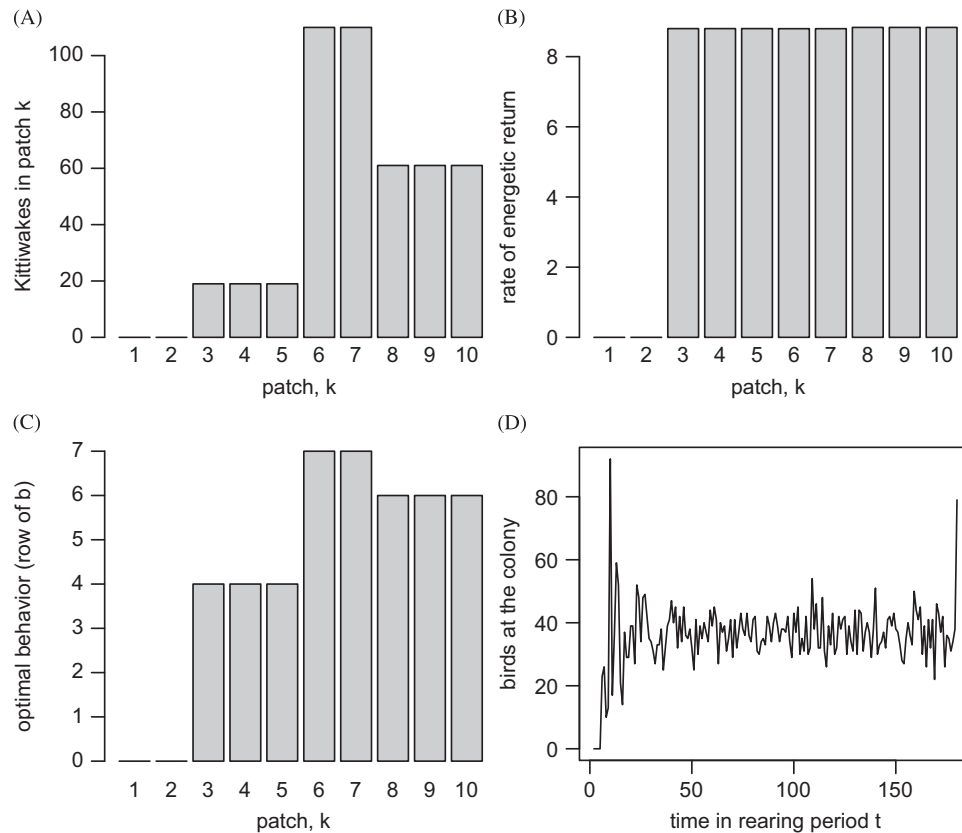 (A)
Kittiwakes in patch k
100
80
60
40
20
0
1 2 3 4 5 6 7 8 9 10
patch, k
(B)
rate of energetic return
8
6
4
2
0
1 2 3 4 5 6 7 8 9 10
patch, k
(C)
optimal behavior (row of b)
7
6
5
4
3
2
1
0
1 2 3 4 5 6 7 8 9 10
patch, k
(D)
birds at the colony
80
60
40
20
0
0 50 100 150
time in rearing period t